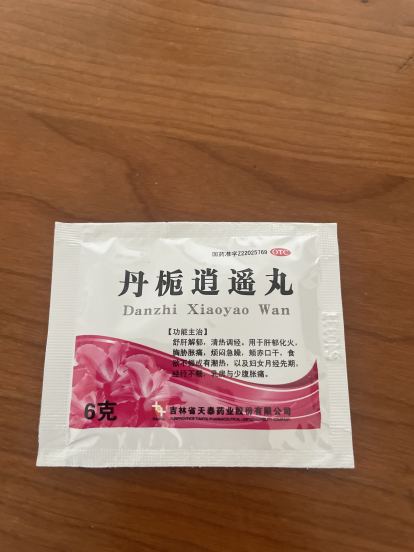 国药准字Z22025769 OTC
丹栀逍遥丸
Danzhi Xiaoyao Wan
【功能主治】
舒肝解郁，清热调经。用于肝郁化火，
胸胁胀痛，烦闷急躁，颊赤口干，食
欲不振或有潮热，以及妇女月经先期，
经行不畅，乳房与少腹胀痛。
6克
吉林省天泰药业股份有限公司